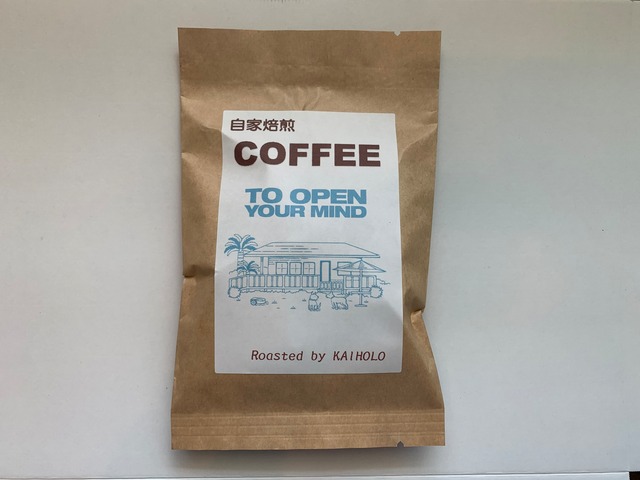 自家焙煎
COFFEE
TO OPEN
YOUR MIND
Roasted by KAIHOLO